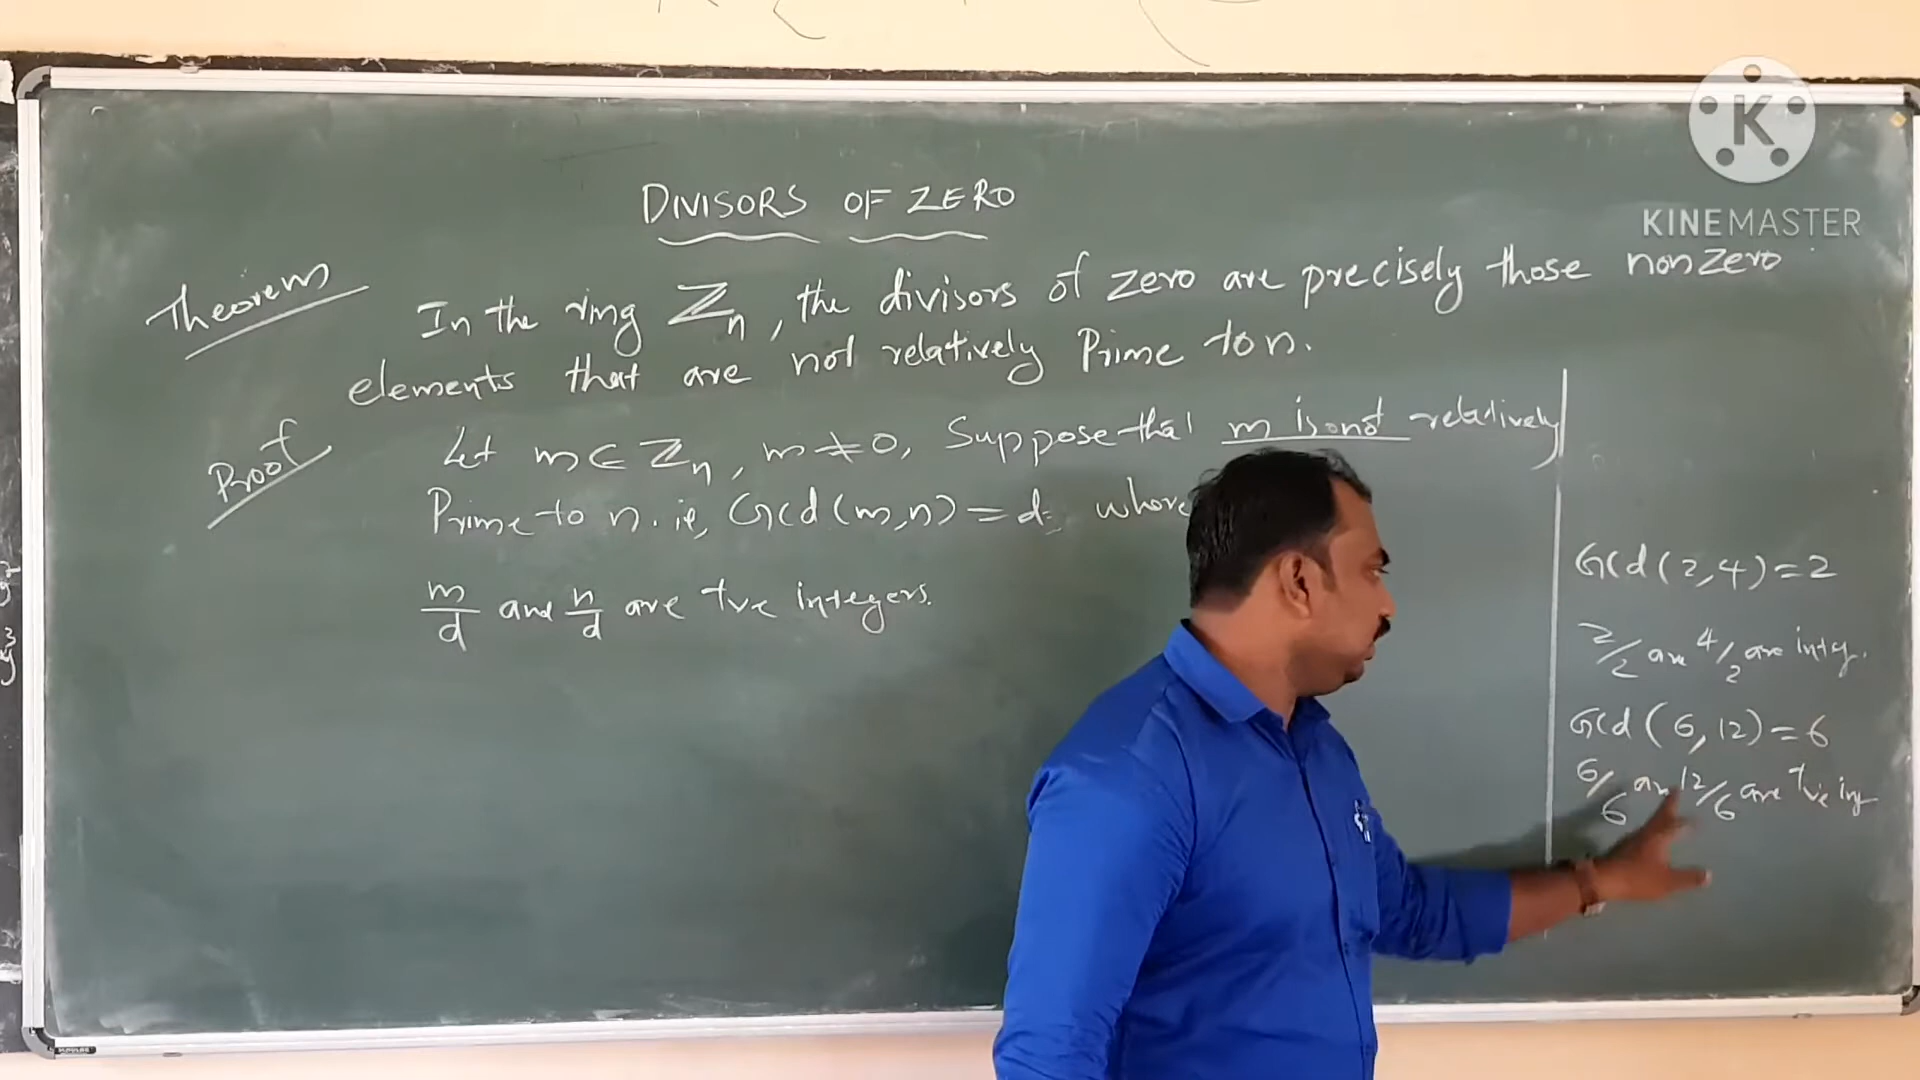 K
KINEMASTER
DIVISORS OF ZERO
Theorem
In the ring ℤn, the divisors of zero are precisely those nonzero
elements that are not relatively Prime to n.
Proof
Let m ∈ ℤn, m ≠ 0, Suppose that m is not relatively
Prime to n. ie, Gcd (m,n) = d, where
m/d and n/d are +ve integers.
Gcd (2,4) = 2
2/2 an 4/2 are integ.
Gcd (6,12) = 6
6/6 an 12/6 are +ve ing